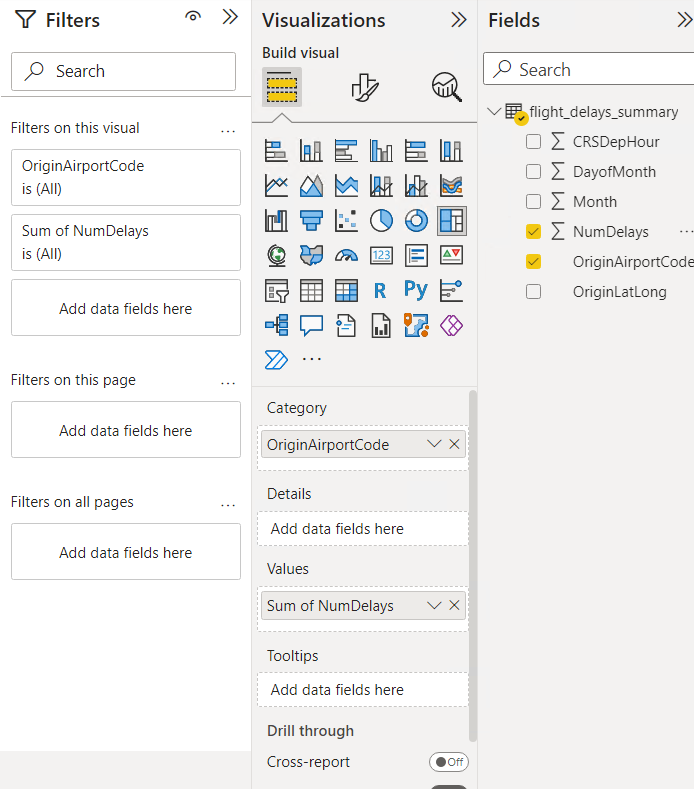 Filters
Search
Filters on this visual
...
OriginAirportCode
is (All)
Sum of NumDelays
is (All)
Add data fields here
Filters on this page
...
Add data fields here
Filters on all pages
...
Add data fields here
Visualizations
Build visual
123
R
Py
...
Category
OriginAirportCode
Details
Add data fields here
Values
Sum of NumDelays
Tooltips
Add data fields here
Drill through
Cross-report
Off
Fields
Search
flight_delays_summary
∑ CRSDepHour
∑ DayofMonth
∑ Month
∑ NumDelays ...
OriginAirportCode
OriginLatLong